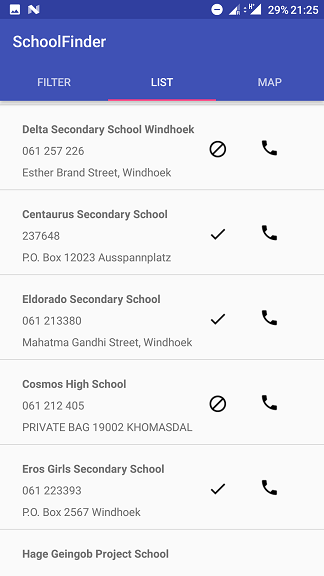 29% 21:25
SchoolFinder
FILTER LIST MAP
Delta Secondary School Windhoek
061 257 226
Esther Brand Street, Windhoek
Centaurus Secondary School
237648
P.O. Box 12023 Ausspannplatz
Eldorado Secondary School
061 213380
Mahatma Gandhi Street, Windhoek
Cosmos High School
061 212 405
PRIVATE BAG 19002 KHOMASDAL
Eros Girls Secondary School
061 223393
P.O. Box 2567 Windhoek
Hage Geingob Project School